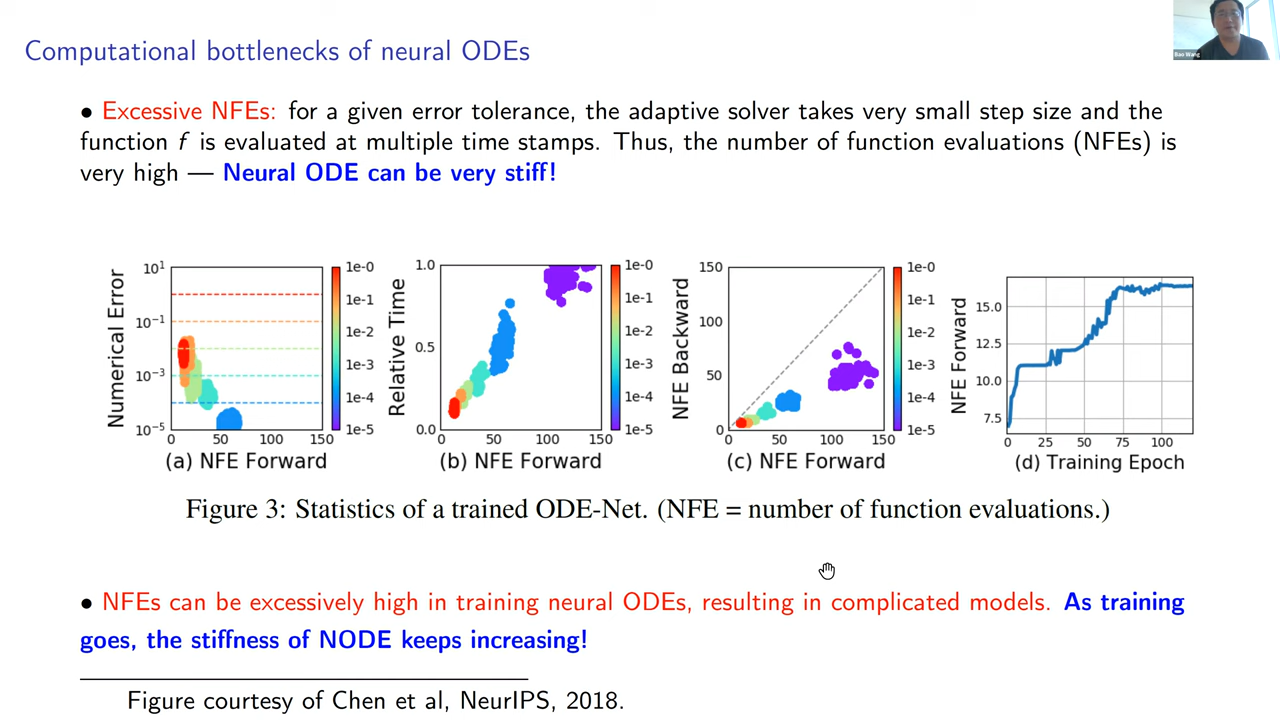 Computational bottlenecks of neural ODEs
Bao Wang
• Excessive NFEs: for a given error tolerance, the adaptive solver takes very small step size and the
function f is evaluated at multiple time stamps. Thus, the number of function evaluations (NFEs) is
very high — Neural ODE can be very stiff!
Numerical Error
10¹
10⁻¹
10⁻³
10⁻⁵
0 50 100 150
(a) NFE Forward
1e-0
1e-1
1e-2
1e-3
1e-4
1e-5
Relative Time
1.0
0.5
0.0
0 50 100 150
(b) NFE Forward
1e-0
1e-1
1e-2
1e-3
1e-4
1e-5
NFE Backward
150
100
50
0
0 50 100 150
(c) NFE Forward
1e-0
1e-1
1e-2
1e-3
1e-4
1e-5
NFE Forward
15.0
12.5
10.0
7.5
0 25 50 75 100
(d) Training Epoch
Figure 3: Statistics of a trained ODE-Net. (NFE = number of function evaluations.)
• NFEs can be excessively high in training neural ODEs, resulting in complicated models. As training
goes, the stiffness of NODE keeps increasing!
Figure courtesy of Chen et al, NeurIPS, 2018.